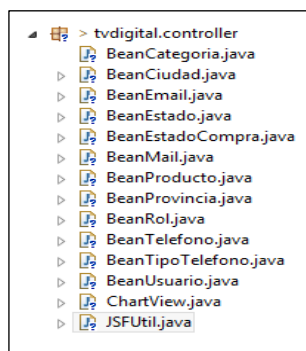 > tvdigital.controller
BeanCategoria.java
BeanCiudad.java
BeanEmail.java
BeanEstado.java
BeanEstadoCompra.java
BeanMail.java
BeanProducto.java
BeanProvincia.java
BeanRol.java
BeanTelefono.java
BeanTipoTelefono.java
BeanUsuario.java
ChartView.java
JSFUtil.java